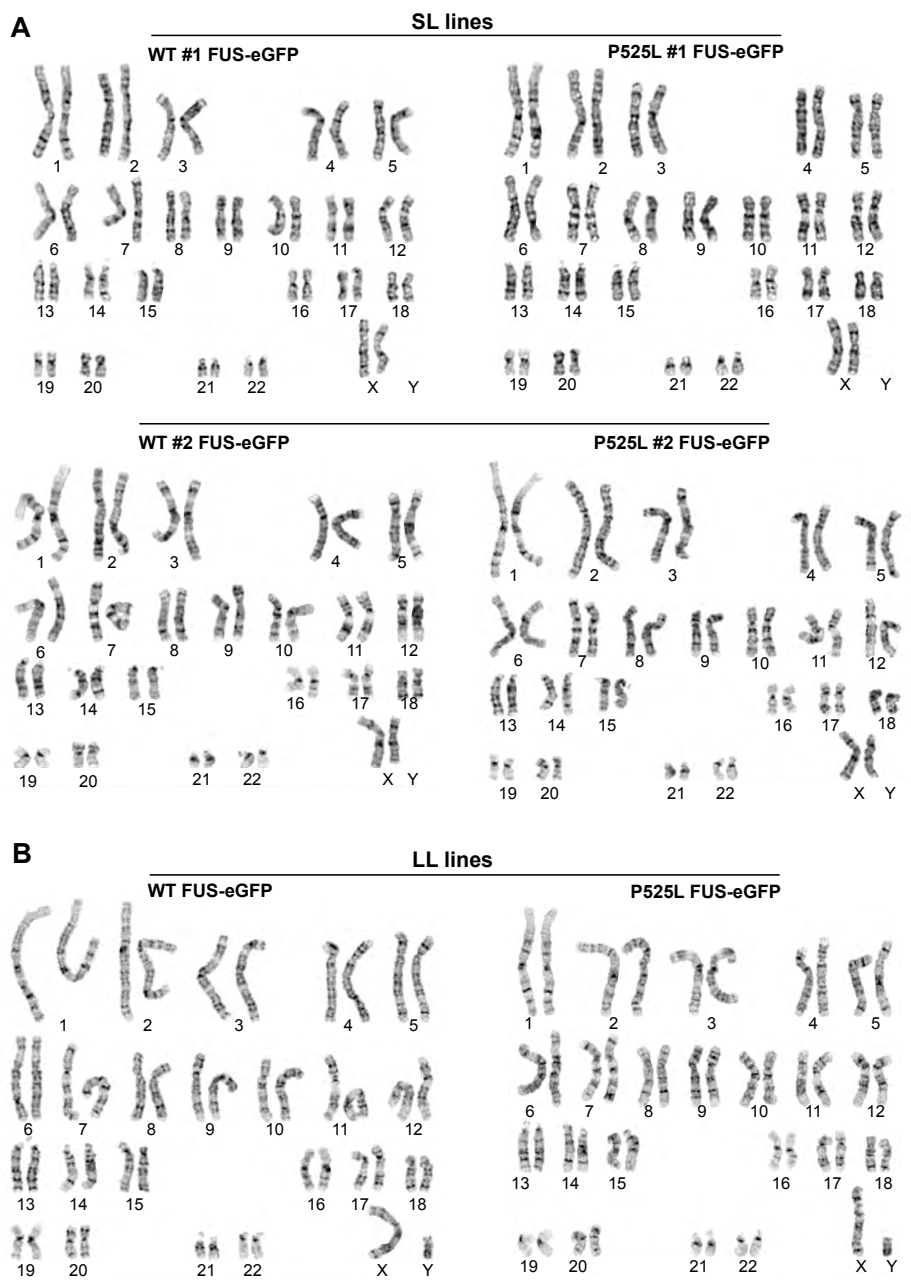 A
SL lines
WT #1 FUS-eGFP
P525L #1 FUS-eGFP
1 2 3 4 5
1 2 3 4 5
6 7 8 9 10 11 12
6 7 8 9 10 11 12
13 14 15 16 17 18
13 14 15 16 17 18
19 20 21 22 X Y
19 20 21 22 X Y
WT #2 FUS-eGFP
P525L #2 FUS-eGFP
1 2 3 4 5
1 2 3 4 5
6 7 8 9 10 11 12
6 7 8 9 10 11 12
13 14 15 16 17 18
13 14 15 16 17 18
19 20 21 22 X Y
19 20 21 22 X Y
B
LL lines
WT FUS-eGFP
P525L FUS-eGFP
1 2 3 4 5
1 2 3 4 5
6 7 8 9 10 11 12
6 7 8 9 10 11 12
13 14 15 16 17 18
13 14 15 16 17 18
19 20 21 22 X Y
19 20 21 22 X Y